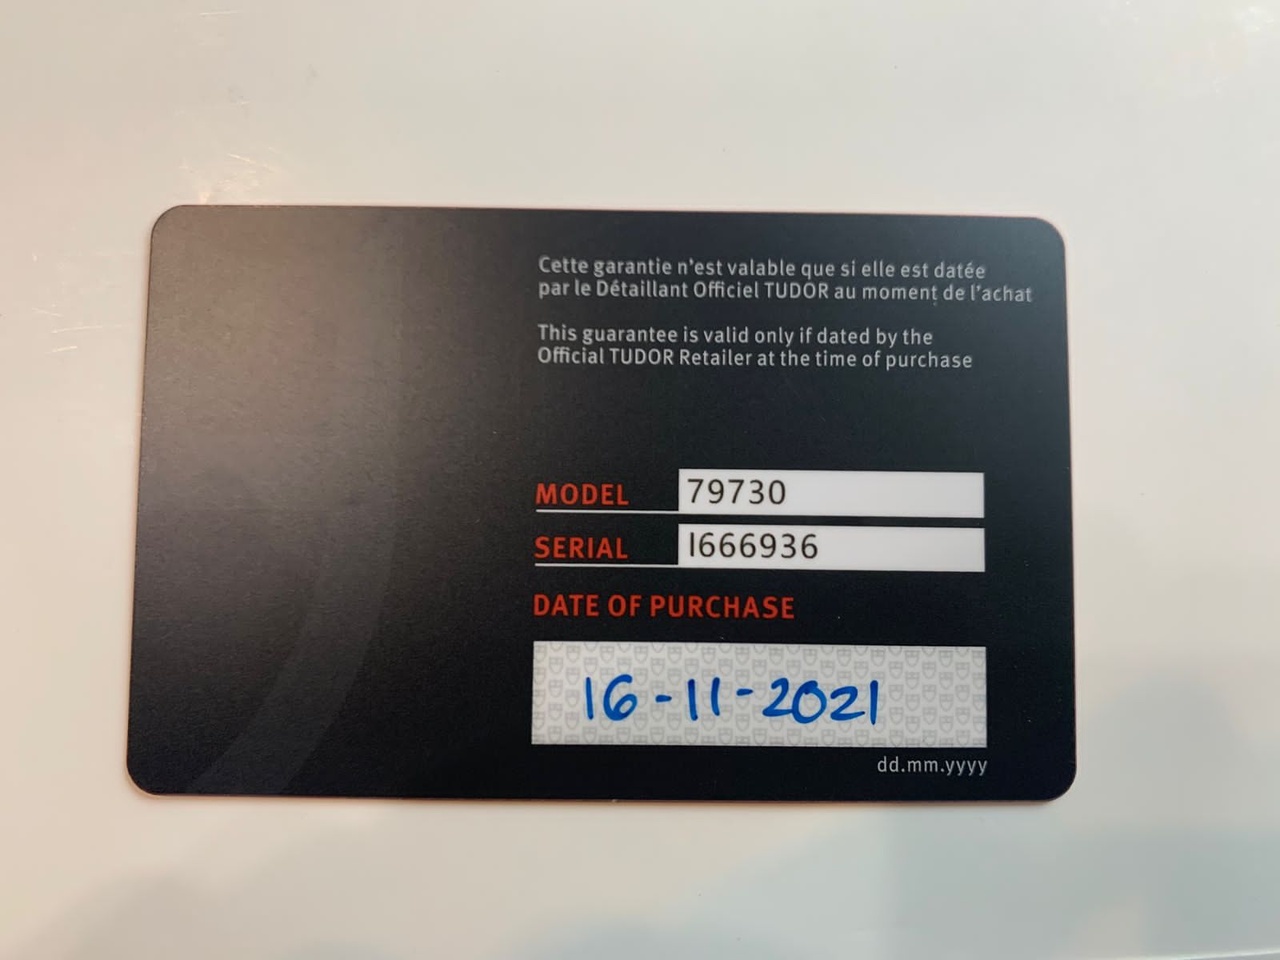 Cette garantie n'est valable que si elle est datée
par le Détaillant Officiel TUDOR au moment de l'achat
This guarantee is valid only if dated by the
Official TUDOR Retailer at the time of purchase
MODEL 79730
SERIAL I666936
DATE OF PURCHASE
16-11-2021
dd.mm.yyyy